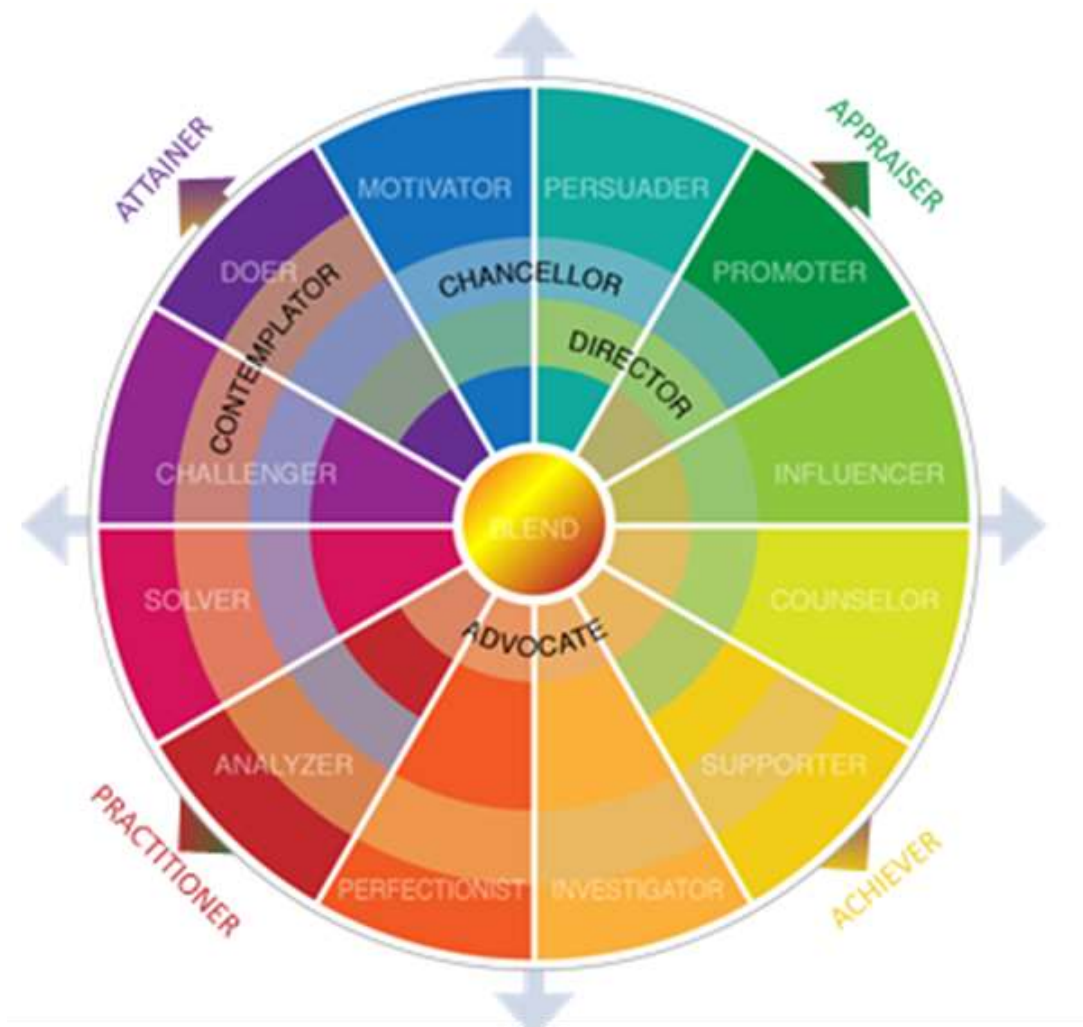 ATTAINER
APPRAISER
MOTIVATOR
PERSUADER
DOER
PROMOTER
CHANCELLOR
CONTEMPLATOR
DIRECTOR
CHALLENGER
INFLUENCER
BLEND
SOLVER
COUNSELOR
ADVOCATE
ANALYZER
SUPPORTER
PRACTITIONER
ACHIEVER
PERFECTIONIST
INVESTIGATOR